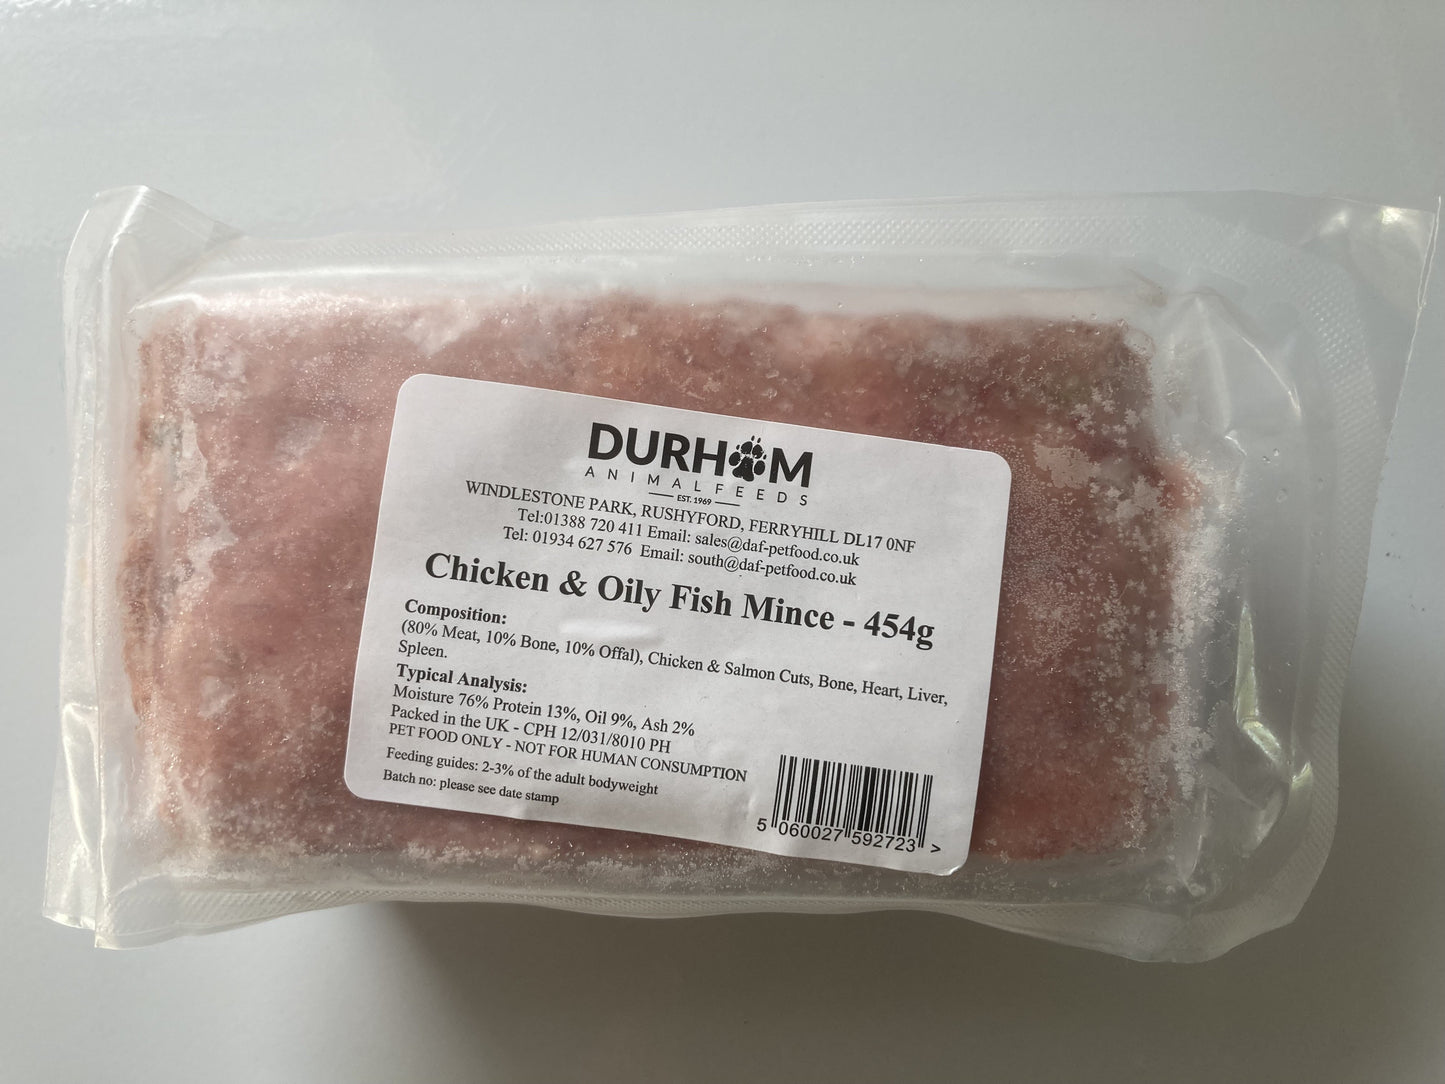 DURHAM
ANIMAL FEEDS
EST. 1969
WINDLESTONE PARK, RUSHYFORD, FERRYHILL DL17 0NF
Tel:01388 720 411 Email: sales@daf-petfood.co.uk
Tel: 01934 627 576 Email: south@daf-petfood.co.uk
Chicken & Oily Fish Mince - 454g
Composition:
(80% Meat, 10% Bone, 10% Offal), Chicken & Salmon Cuts, Bone, Heart, Liver,
Spleen.
Typical Analysis:
Moisture 76% Protein 13%, Oil 9%, Ash 2%
Packed in the UK - CPH 12/031/8010 PH
PET FOOD ONLY - NOT FOR HUMAN CONSUMPTION
Feeding guides: 2-3% of the adult bodyweight
Batch no: please see date stamp
5 060027 592723 >